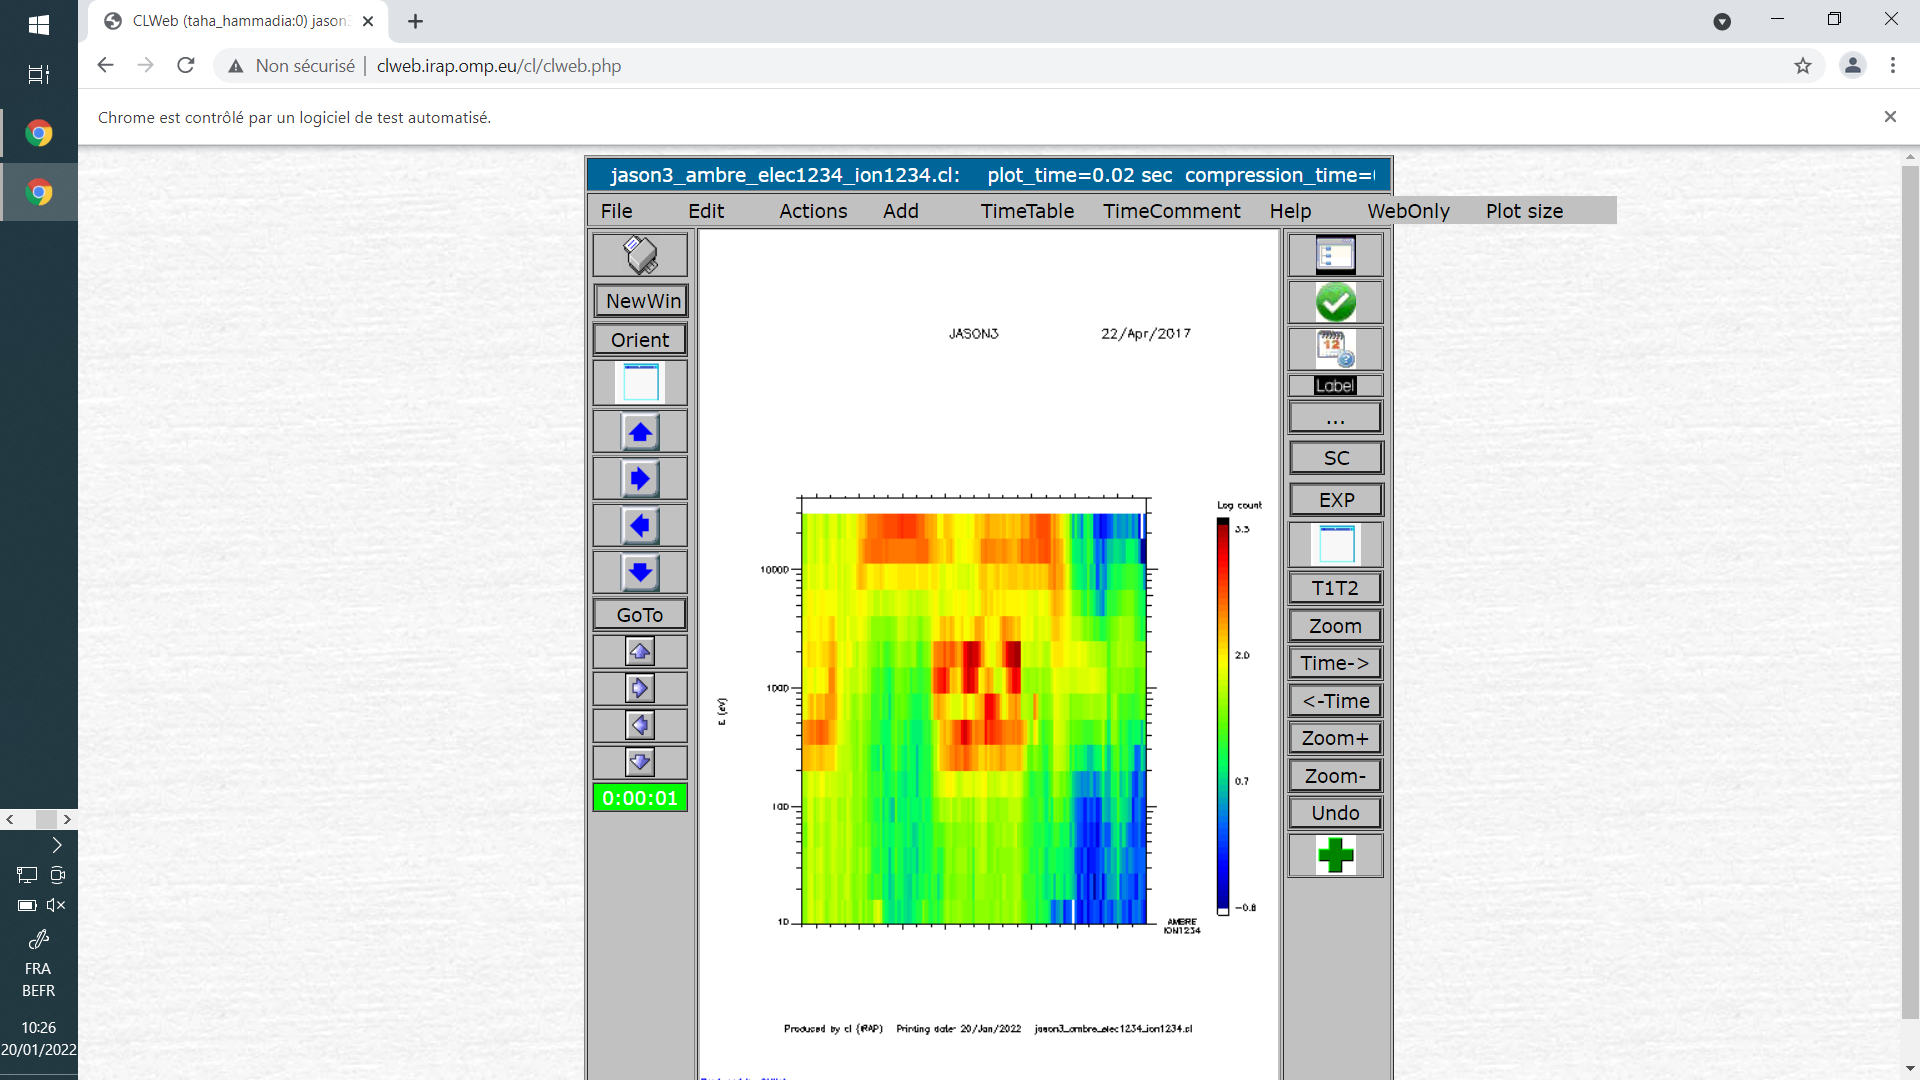 CLWeb (taha_hammadia:0) jason3
Non sécurisé | clweb.irap.omp.eu/cl/clweb.php
Chrome est contrôlé par un logiciel de test automatisé.
jason3_ambre_elec1234_ion1234.cl: plot_time=0.02 sec compression_time=
File Edit Actions Add TimeTable TimeComment Help WebOnly Plot size
NewWin
Orient
GoTo
0:00:01
JASON3 22/Apr/2017
Log count
3.3
2.0
0.7
-0.8
10000
1000
100
10
E (eV)
AMBRE
ION1234
Produced by cl (IRAP) Printing date: 20/Jan/2022 jason3_ambre_elec1234_ion1234.cl
12
Label
...
SC
EXP
T1T2
Zoom
Time->
<-Time
Zoom+
Zoom-
Undo
FRA
BEFR
10:26
20/01/2022